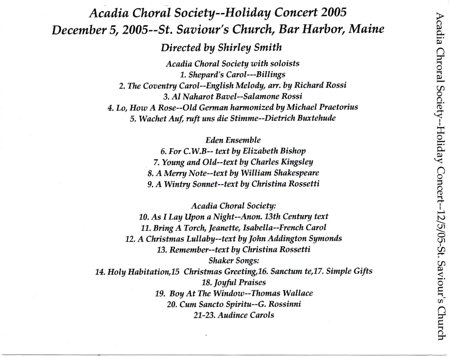 Acadia Choral Society--Holiday Concert 2005
December 5, 2005--St. Saviour's Church, Bar Harbor, Maine
Directed by Shirley Smith
Acadia Choral Society with soloists
1. Shepard's Carol---Billings
2. The Coventry Carol--English Melody, arr. by Richard Rossi
3. Al Naharot Bavel--Salamone Rossi
4. Lo, How A Rose--Old German harmonized by Michael Praetorius
5. Wachet Auf, ruft uns die Stimme--Dietrich Buxtehude
Eden Ensemble
6. For C.W.B-- text by Elizabeth Bishop
7. Young and Old--text by Charles Kingsley
8. A Merry Note--text by William Shakespeare
9. A Wintry Sonnet--text by Christina Rossetti
Acadia Choral Society:
10. As I Lay Upon a Night--Anon. 13th Century text
11. Bring A Torch, Jeanette, Isabella--French Carol
12. A Christmas Lullaby--text by John Addington Symonds
13. Remember--text by Christina Rossetti
Shaker Songs:
14. Holy Habitation,15 Christmas Greeting,16. Sanctum te,17. Simple Gifts
18. Joyful Praises
19. Boy At The Window--Thomas Wallace
20. Cum Sancto Spiritu--G. Rossinni
21-23. Audince Carols
Acadia Chroral Society--Holiday Concert--12/5/05-St. Saviour's Church